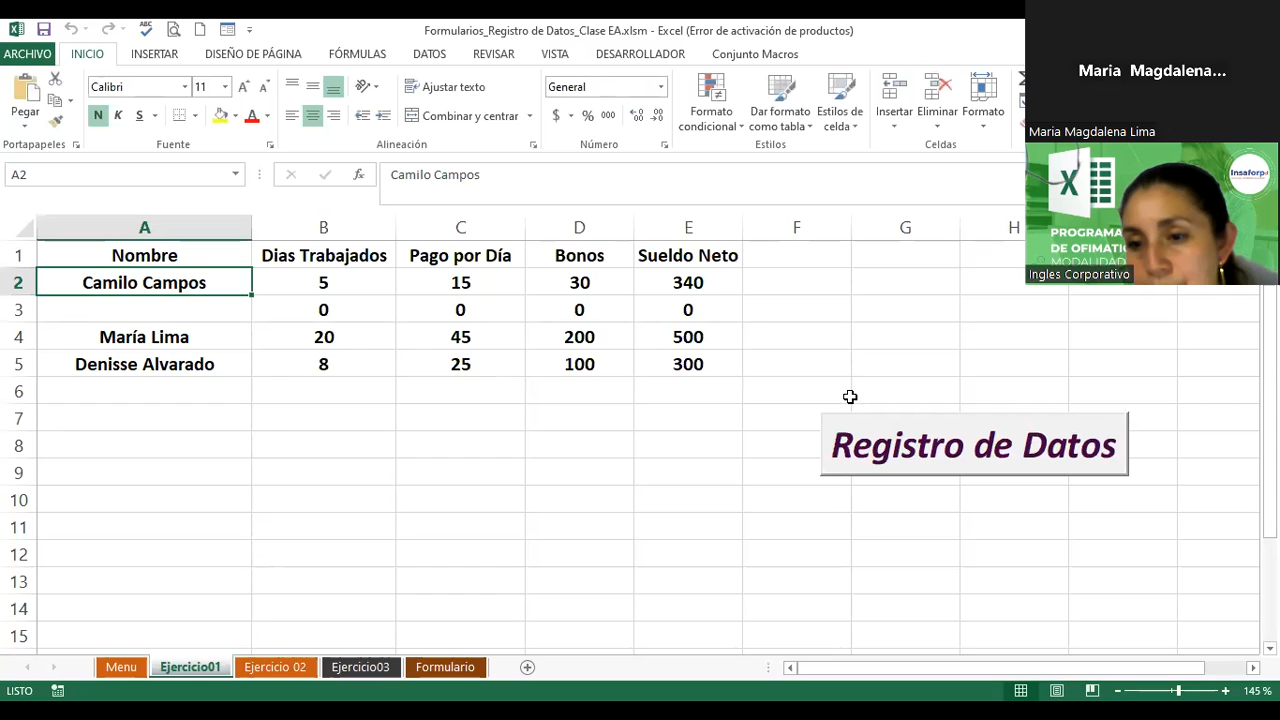 Formularios_Registro de Datos_Clase EA.xlsm - Excel (Error de activación de productos)
ARCHIVO INICIO INSERTAR DISEÑO DE PÁGINA FÓRMULAS DATOS REVISAR VISTA DESARROLLADOR Conjunto Macros
Pegar
Calibri 11
N K S
Ajustar texto
Combinar y centrar
General
$ % 000
Formato condicional
Dar formato como tabla
Estilos de celda
Insertar Eliminar Formato
Portapapeles Fuente Alineación Número Estilos Celdas
A2 fx Camilo Campos
A B C D E F G H
1 Nombre Dias Trabajados Pago por Día Bonos Sueldo Neto
2 Camilo Campos 5 15 30 340
3 0 0 0 0
4 María Lima 20 45 200 500
5 Denisse Alvarado 8 25 100 300
6
7
8
9
10
11
12
13
14
15
Registro de Datos
Menu Ejercicio01 Ejercicio 02 Ejercicio03 Formulario
LISTO 145 %
Maria Magdalena...
Maria Magdalena Lima
Insaforp
PROGRAMA
DE OFIMATIC
MODALIDAD
Ingles Corporativo